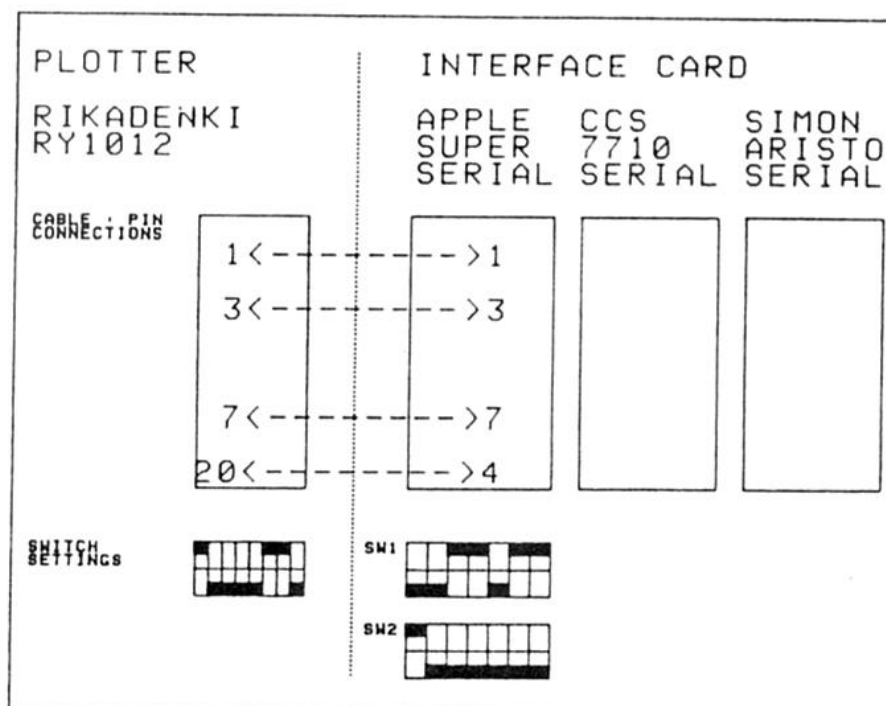 PLOTTER
INTERFACE CARD
RIKADENKI
RY1012
APPLE
SUPER
SERIAL
CCS
7710
SERIAL
SIMON
ARISTO
SERIAL
CABLE : PIN
CONNECTIONS
1<----->1
3<----->3
7<----->7
20<----->4
SWITCH
SETTINGS
SW1
SW2